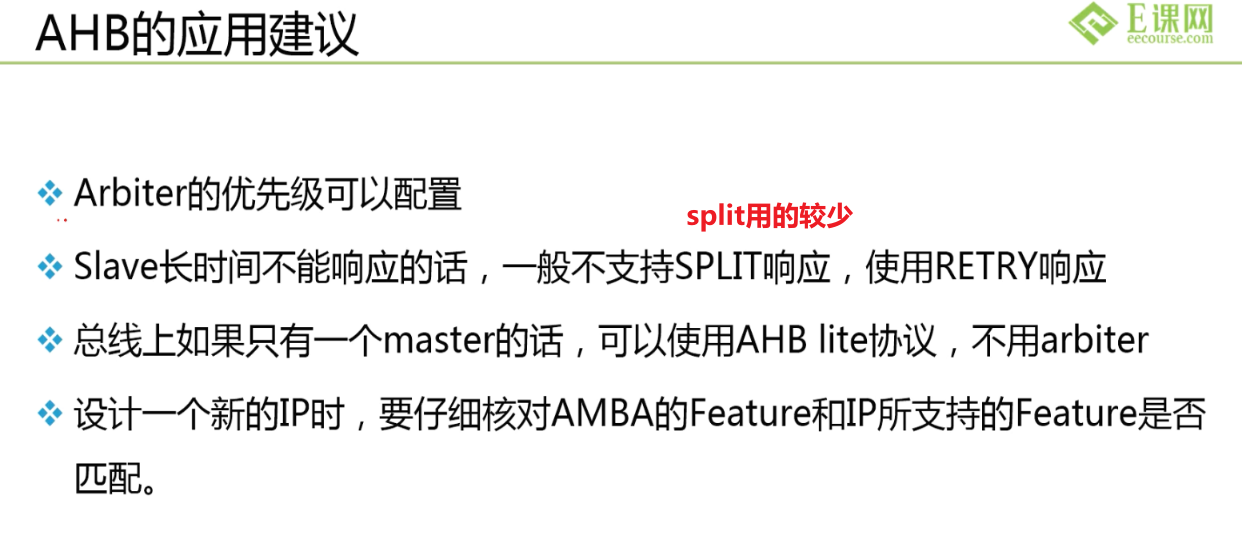 AHB的应用建议
E课网
eecourse.com
Arbiter的优先级可以配置
split用的较少
Slave长时间不能响应的话，一般不支持SPLIT响应，使用RETRY响应
总线上如果只有一个master的话，可以使用AHB lite协议，不用arbiter
设计一个新的IP时，要仔细核对AMBA的Feature和IP所支持的Feature是否
匹配。